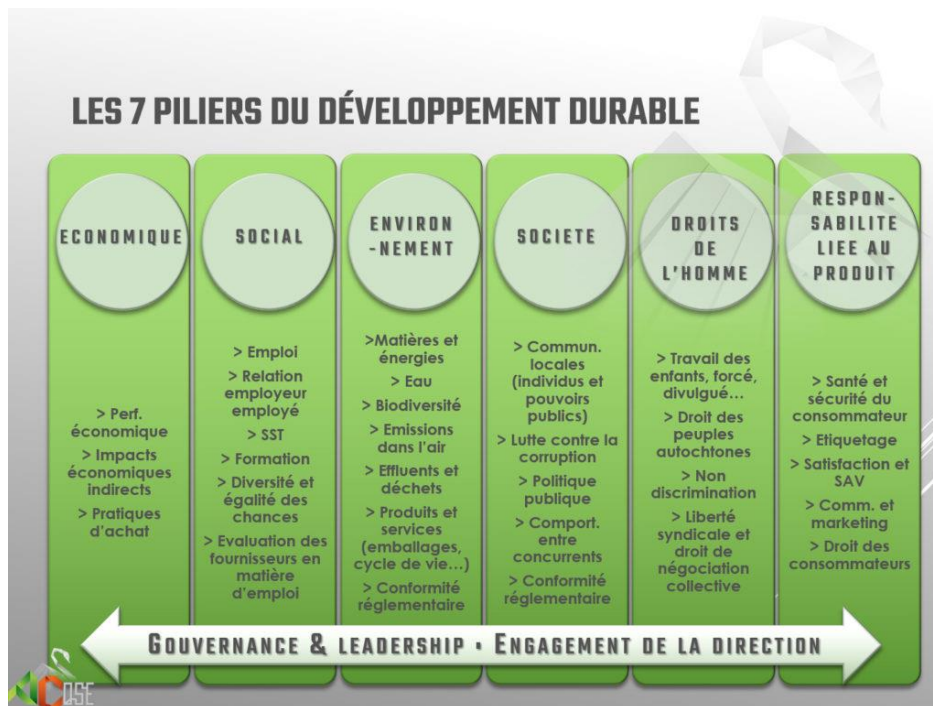 LES 7 PILIERS DU DÉVELOPPEMENT DURABLE
ECONOMIQUE
> Perf.
économique
> Impacts
économiques
indirects
> Pratiques
d'achat
SOCIAL
> Emploi
> Relation
employeur
employé
> SST
> Formation
> Diversité et
égalité des
chances
> Evaluation des
fournisseurs en
matière
d'emploi
ENVIRON
-NEMENT
>Matières et
énergies
> Eau
> Biodiversité
> Emissions
dans l'air
> Effluents et
déchets
> Produits et
services
(emballages,
cycle de vie...)
> Conformité
réglementaire
SOCIETE
> Commun.
locales
(individus et
pouvoirs
publics)
> Lutte contre la
corruption
> Politique
publique
> Comport.
entre
concurrents
> Conformité
réglementaire
DROITS
DE
L'HOMME
> Travail des
enfants, forcé,
divulgué...
> Droit des
peuples
autochtones
> Non
discrimination
> Liberté
syndicale et
droit de
négociation
collective
RESPON-
SABILITE
LIEE AU
PRODUIT
> Santé et
sécurité du
consommateur
> Etiquetage
> Satisfaction et
SAV
> Comm. et
marketing
> Droit des
consommateurs
GOUVERNANCE & LEADERSHIP • ENGAGEMENT DE LA DIRECTION
QSE